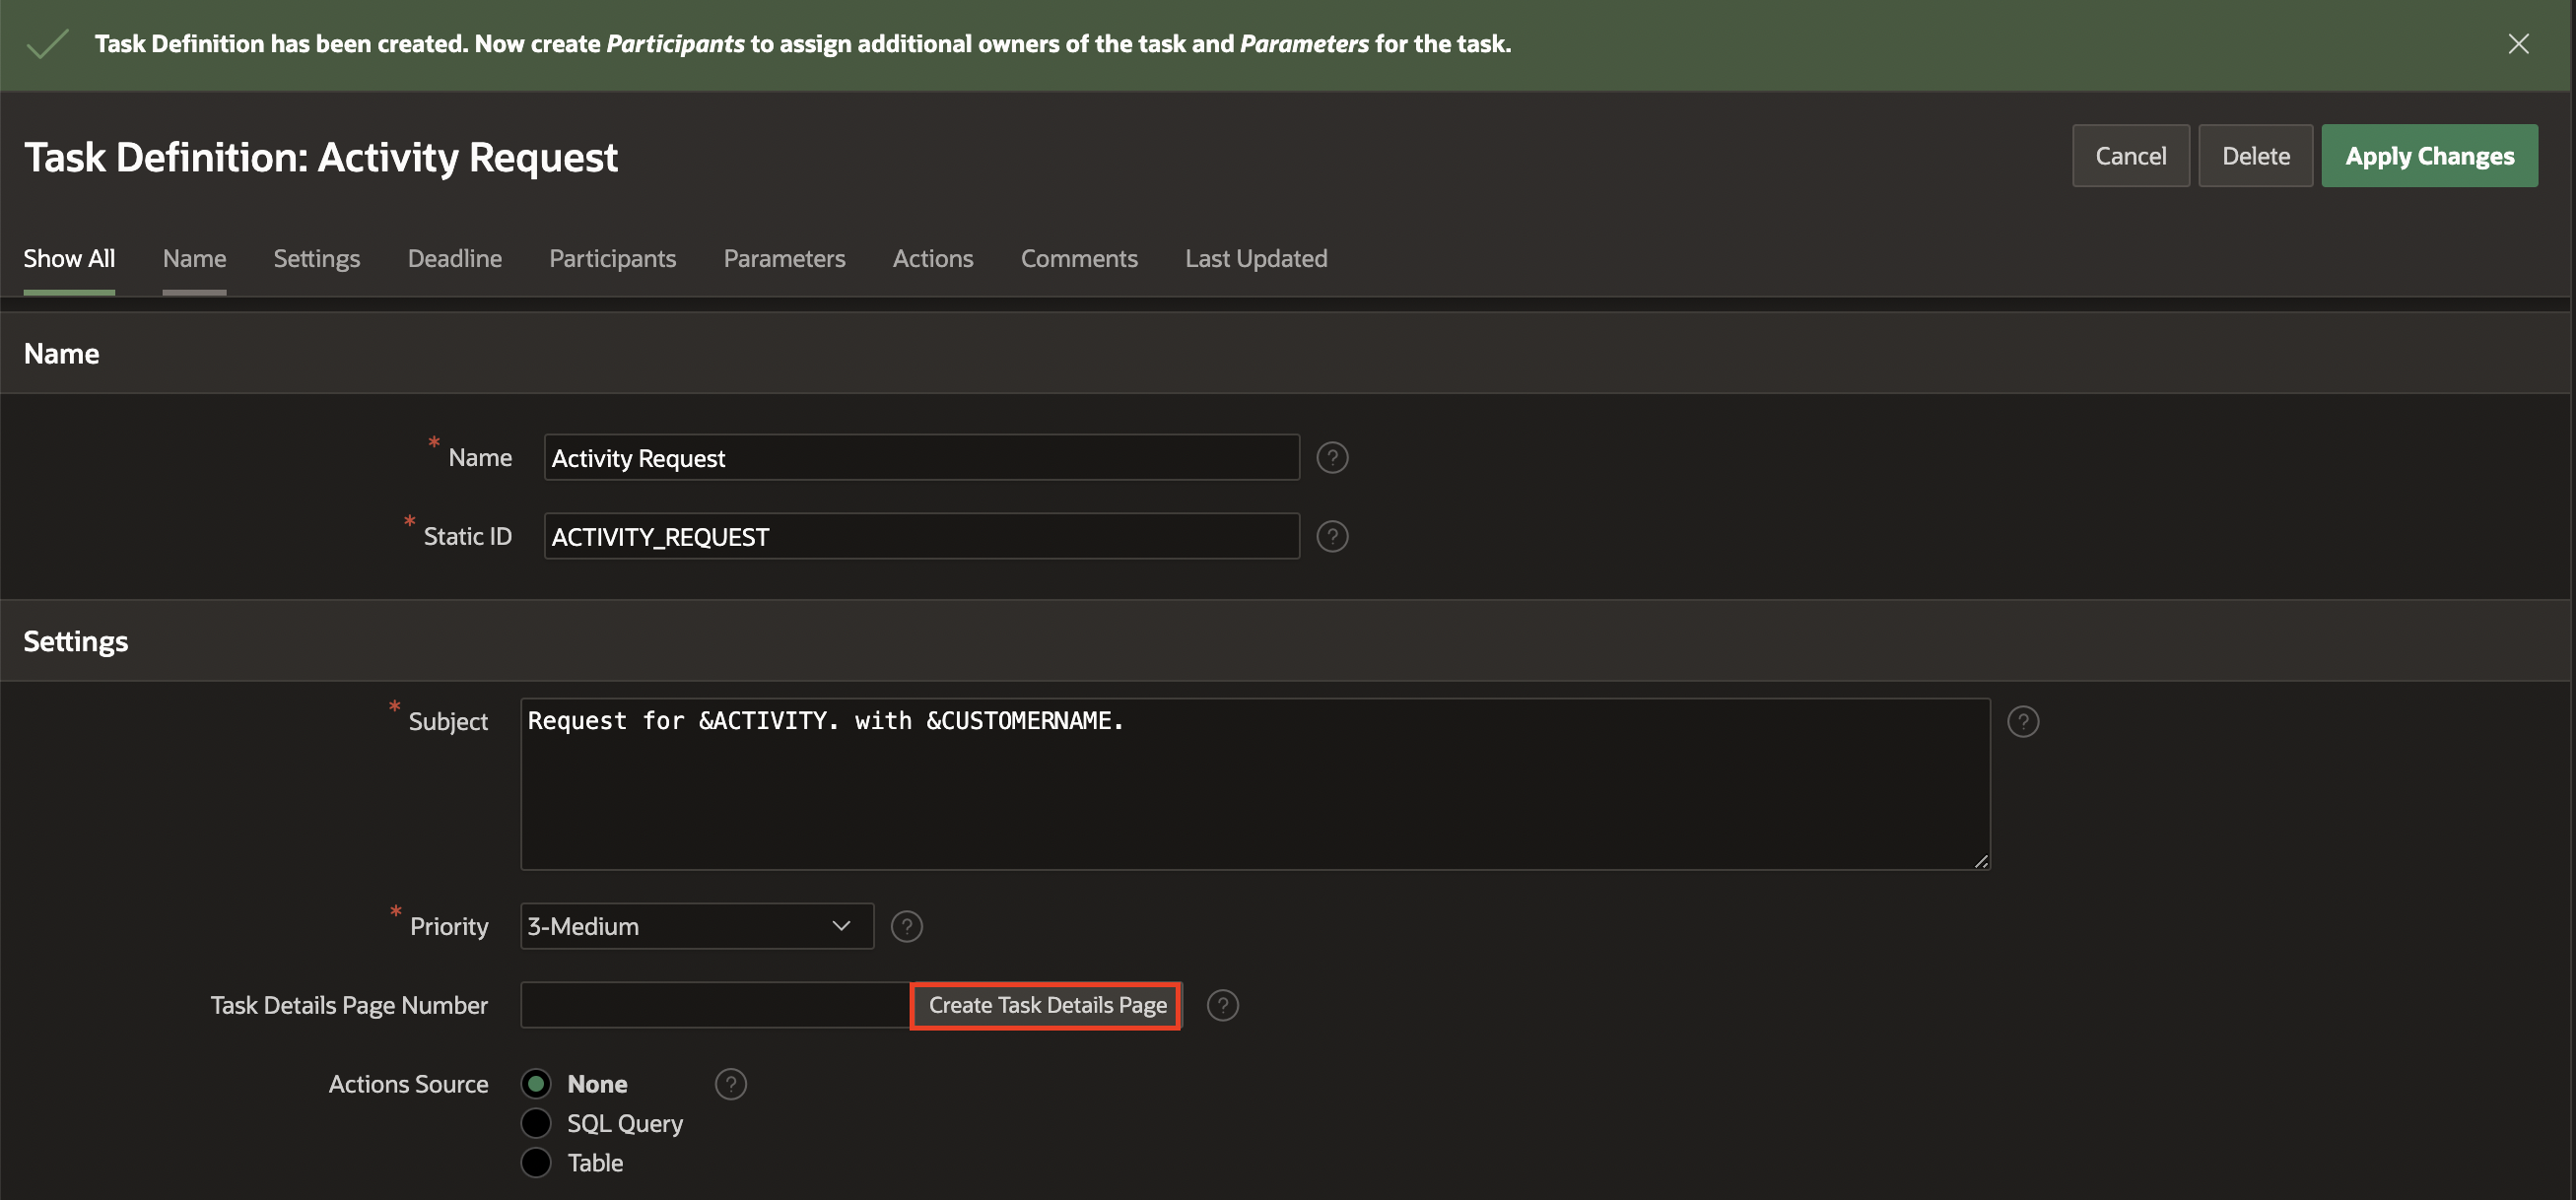 Task Definition has been created. Now create Participants to assign additional owners of the task and Parameters for the task.
Task Definition: Activity Request
Cancel
Delete
Apply Changes
Show All
Name
Settings
Deadline
Participants
Parameters
Actions
Comments
Last Updated
Name
* Name
Activity Request
?
* Static ID
ACTIVITY_REQUEST
?
Settings
* Subject
Request for &ACTIVITY. with &CUSTOMERNAME.
?
* Priority
3-Medium
?
Task Details Page Number
Create Task Details Page
?
Actions Source
None
?
SQL Query
Table